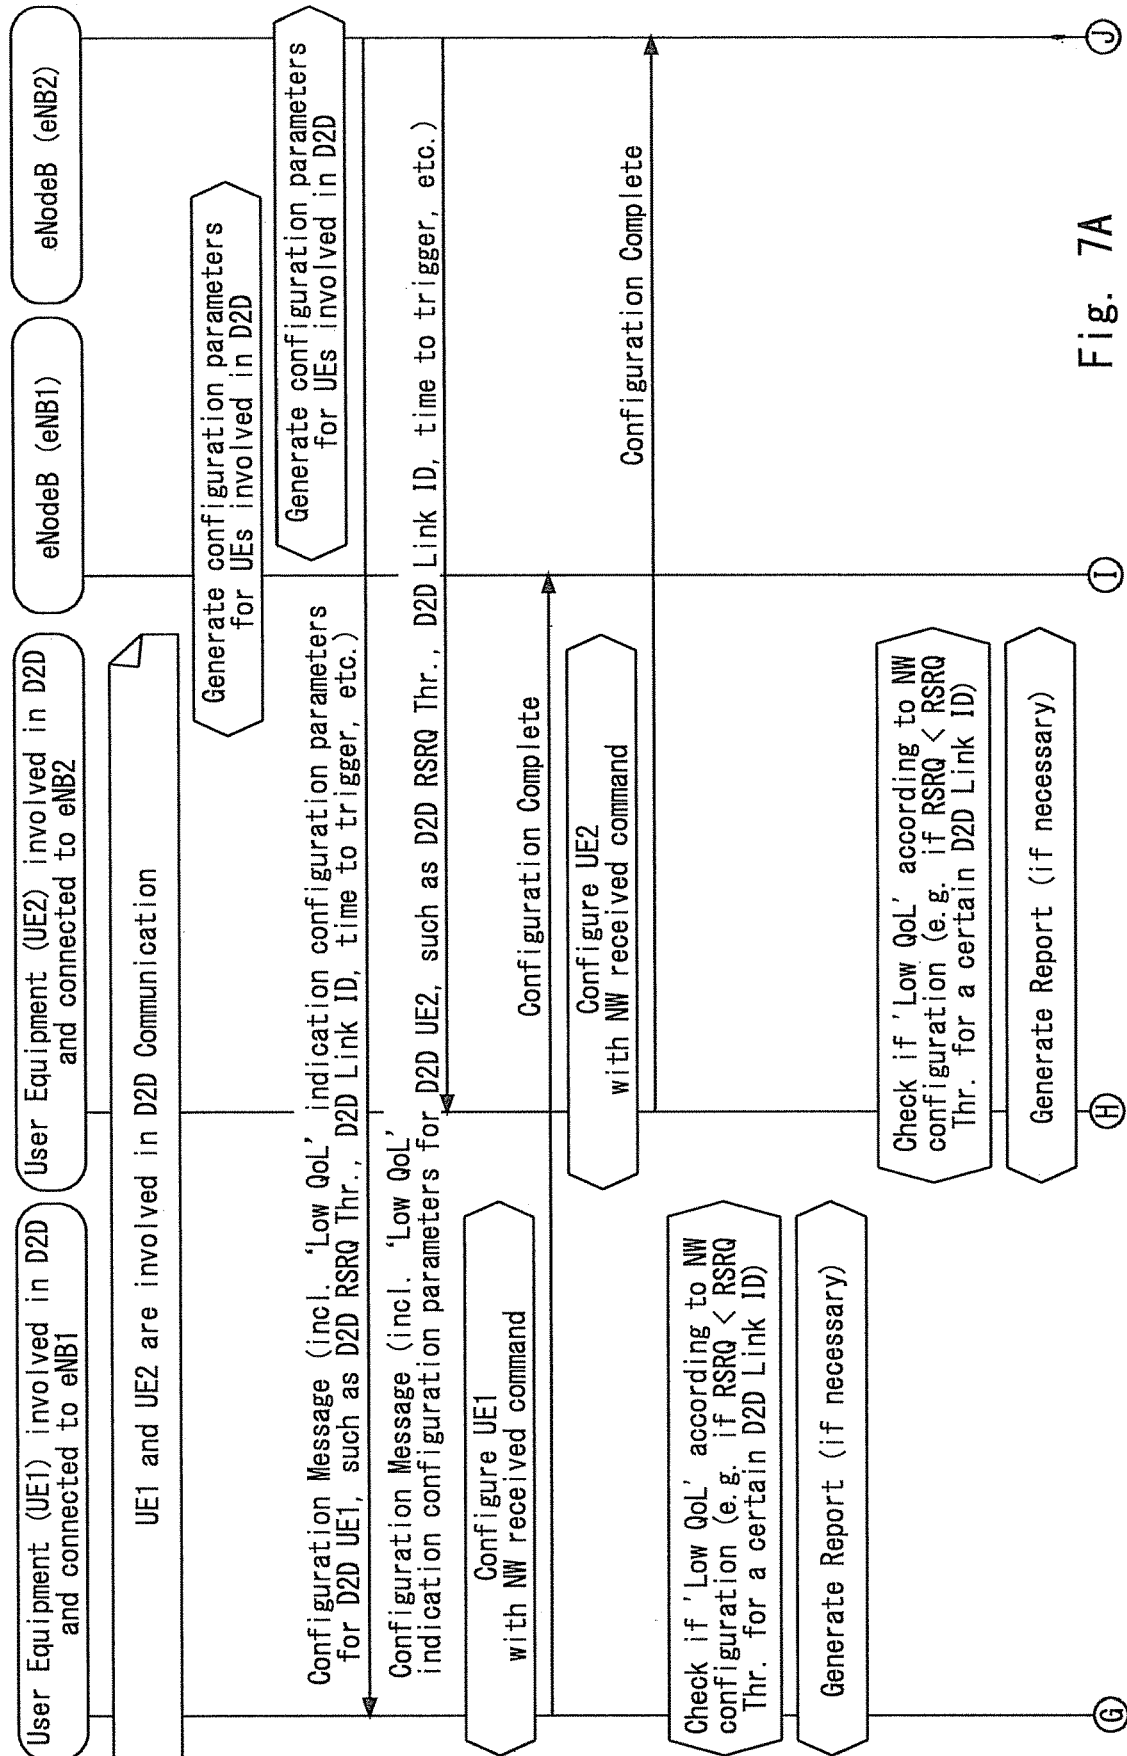 User Equipment (UE1) involved in D2D
and connected to eNB1
User Equipment (UE2) involved in D2D
and connected to eNB2
eNodeB (eNB1)
eNodeB (eNB2)
UE1 and UE2 are involved in D2D Communication
Generate configuration parameters
for UEs involved in D2D
Generate configuration parameters
for UEs involved in D2D
Configuration Message (incl. 'Low QoL' indication configuration parameters
for D2D UE1, such as D2D RSRQ Thr., D2D Link ID, time to trigger, etc.)
Configuration Message (incl. 'Low QoL'
indication configuration parameters for D2D UE2, such as D2D RSRQ Thr., D2D Link ID, time to trigger, etc.)
Configure UE1
with NW received command
Configuration Complete
Configure UE2
with NW received command
Configuration Complete
Check if 'Low QoL' according to NW
configuration (e.g. if RSRQ < RSRQ
Thr. for a certain D2D Link ID)
Generate Report (if necessary)
Check if 'Low QoL' according to NW
configuration (e.g. if RSRQ < RSRQ
Thr. for a certain D2D Link ID)
Generate Report (if necessary)
G
H
I
J
Fig. 7A